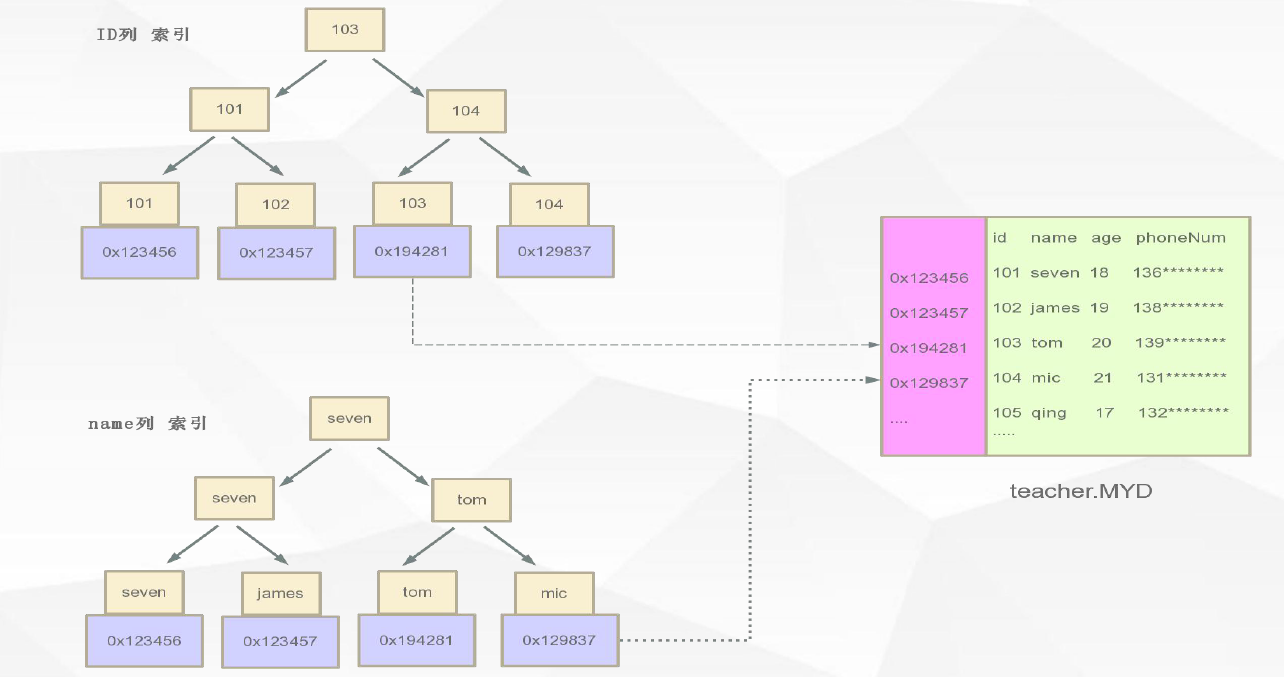 ID列 索引
103
101
104
101 102 103 104
0x123456 0x123457 0x194281 0x129837
id name age phoneNum
0x123456 101 seven 18 136********
0x123457 102 james 19 138********
0x194281 103 tom 20 139********
0x129837 104 mic 21 131********
.... 105 qing 17 132********
.....
teacher.MYD
name列 索引
seven
seven
tom
seven james tom mic
0x123456 0x123457 0x194281 0x129837